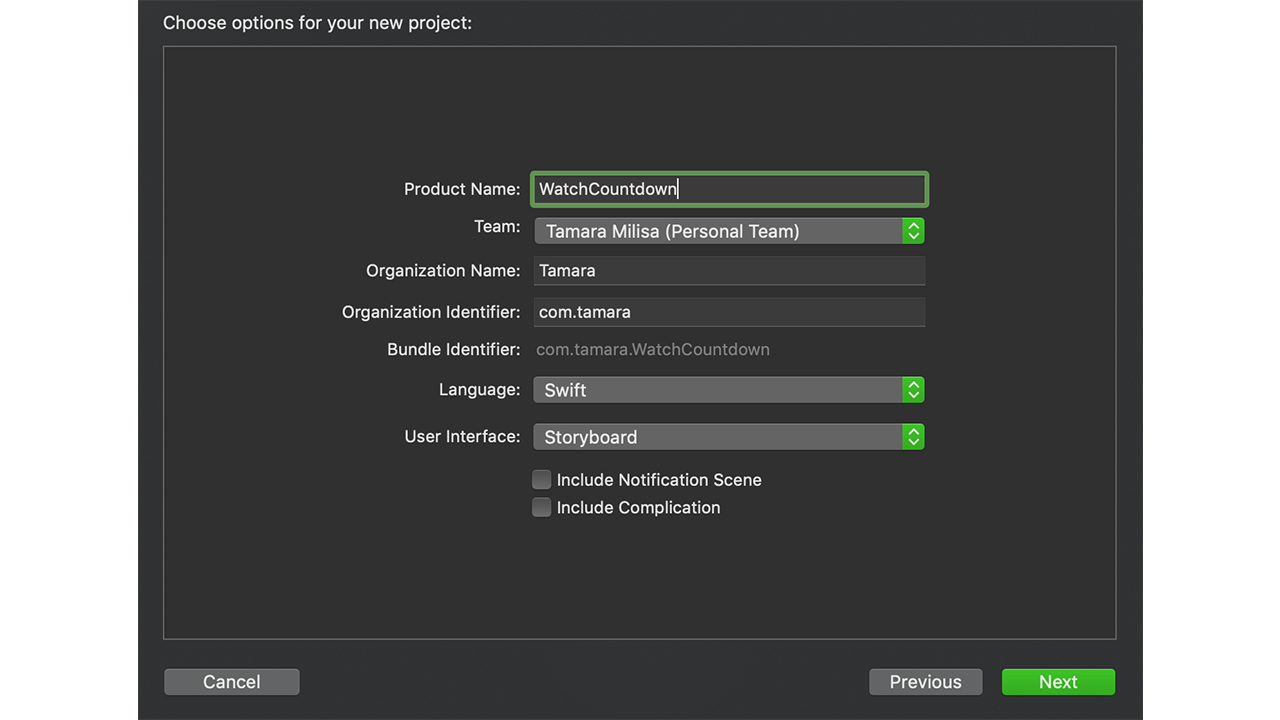 Choose options for your new project:
Product Name: WatchCountdown
Team: Tamara Milisa (Personal Team)
Organization Name: Tamara
Organization Identifier: com.tamara
Bundle Identifier: com.tamara.WatchCountdown
Language: Swift
User Interface: Storyboard
Include Notification Scene
Include Complication
Cancel Previous Next